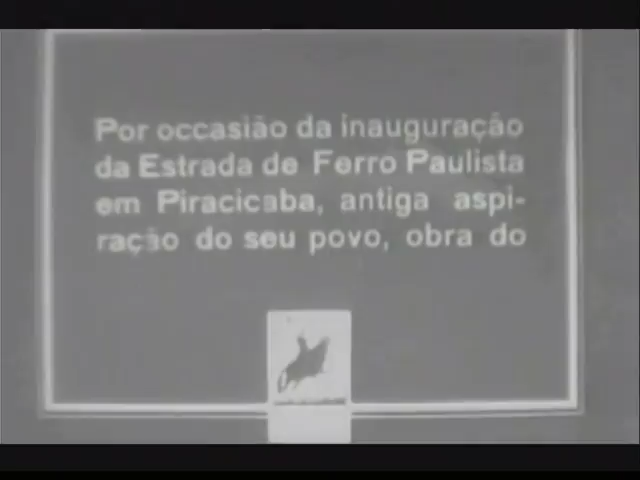 Por occasião da inauguração
da Estrada de Ferro Paulista
em Piracicaba, antiga aspi-
ração do seu povo, obra do